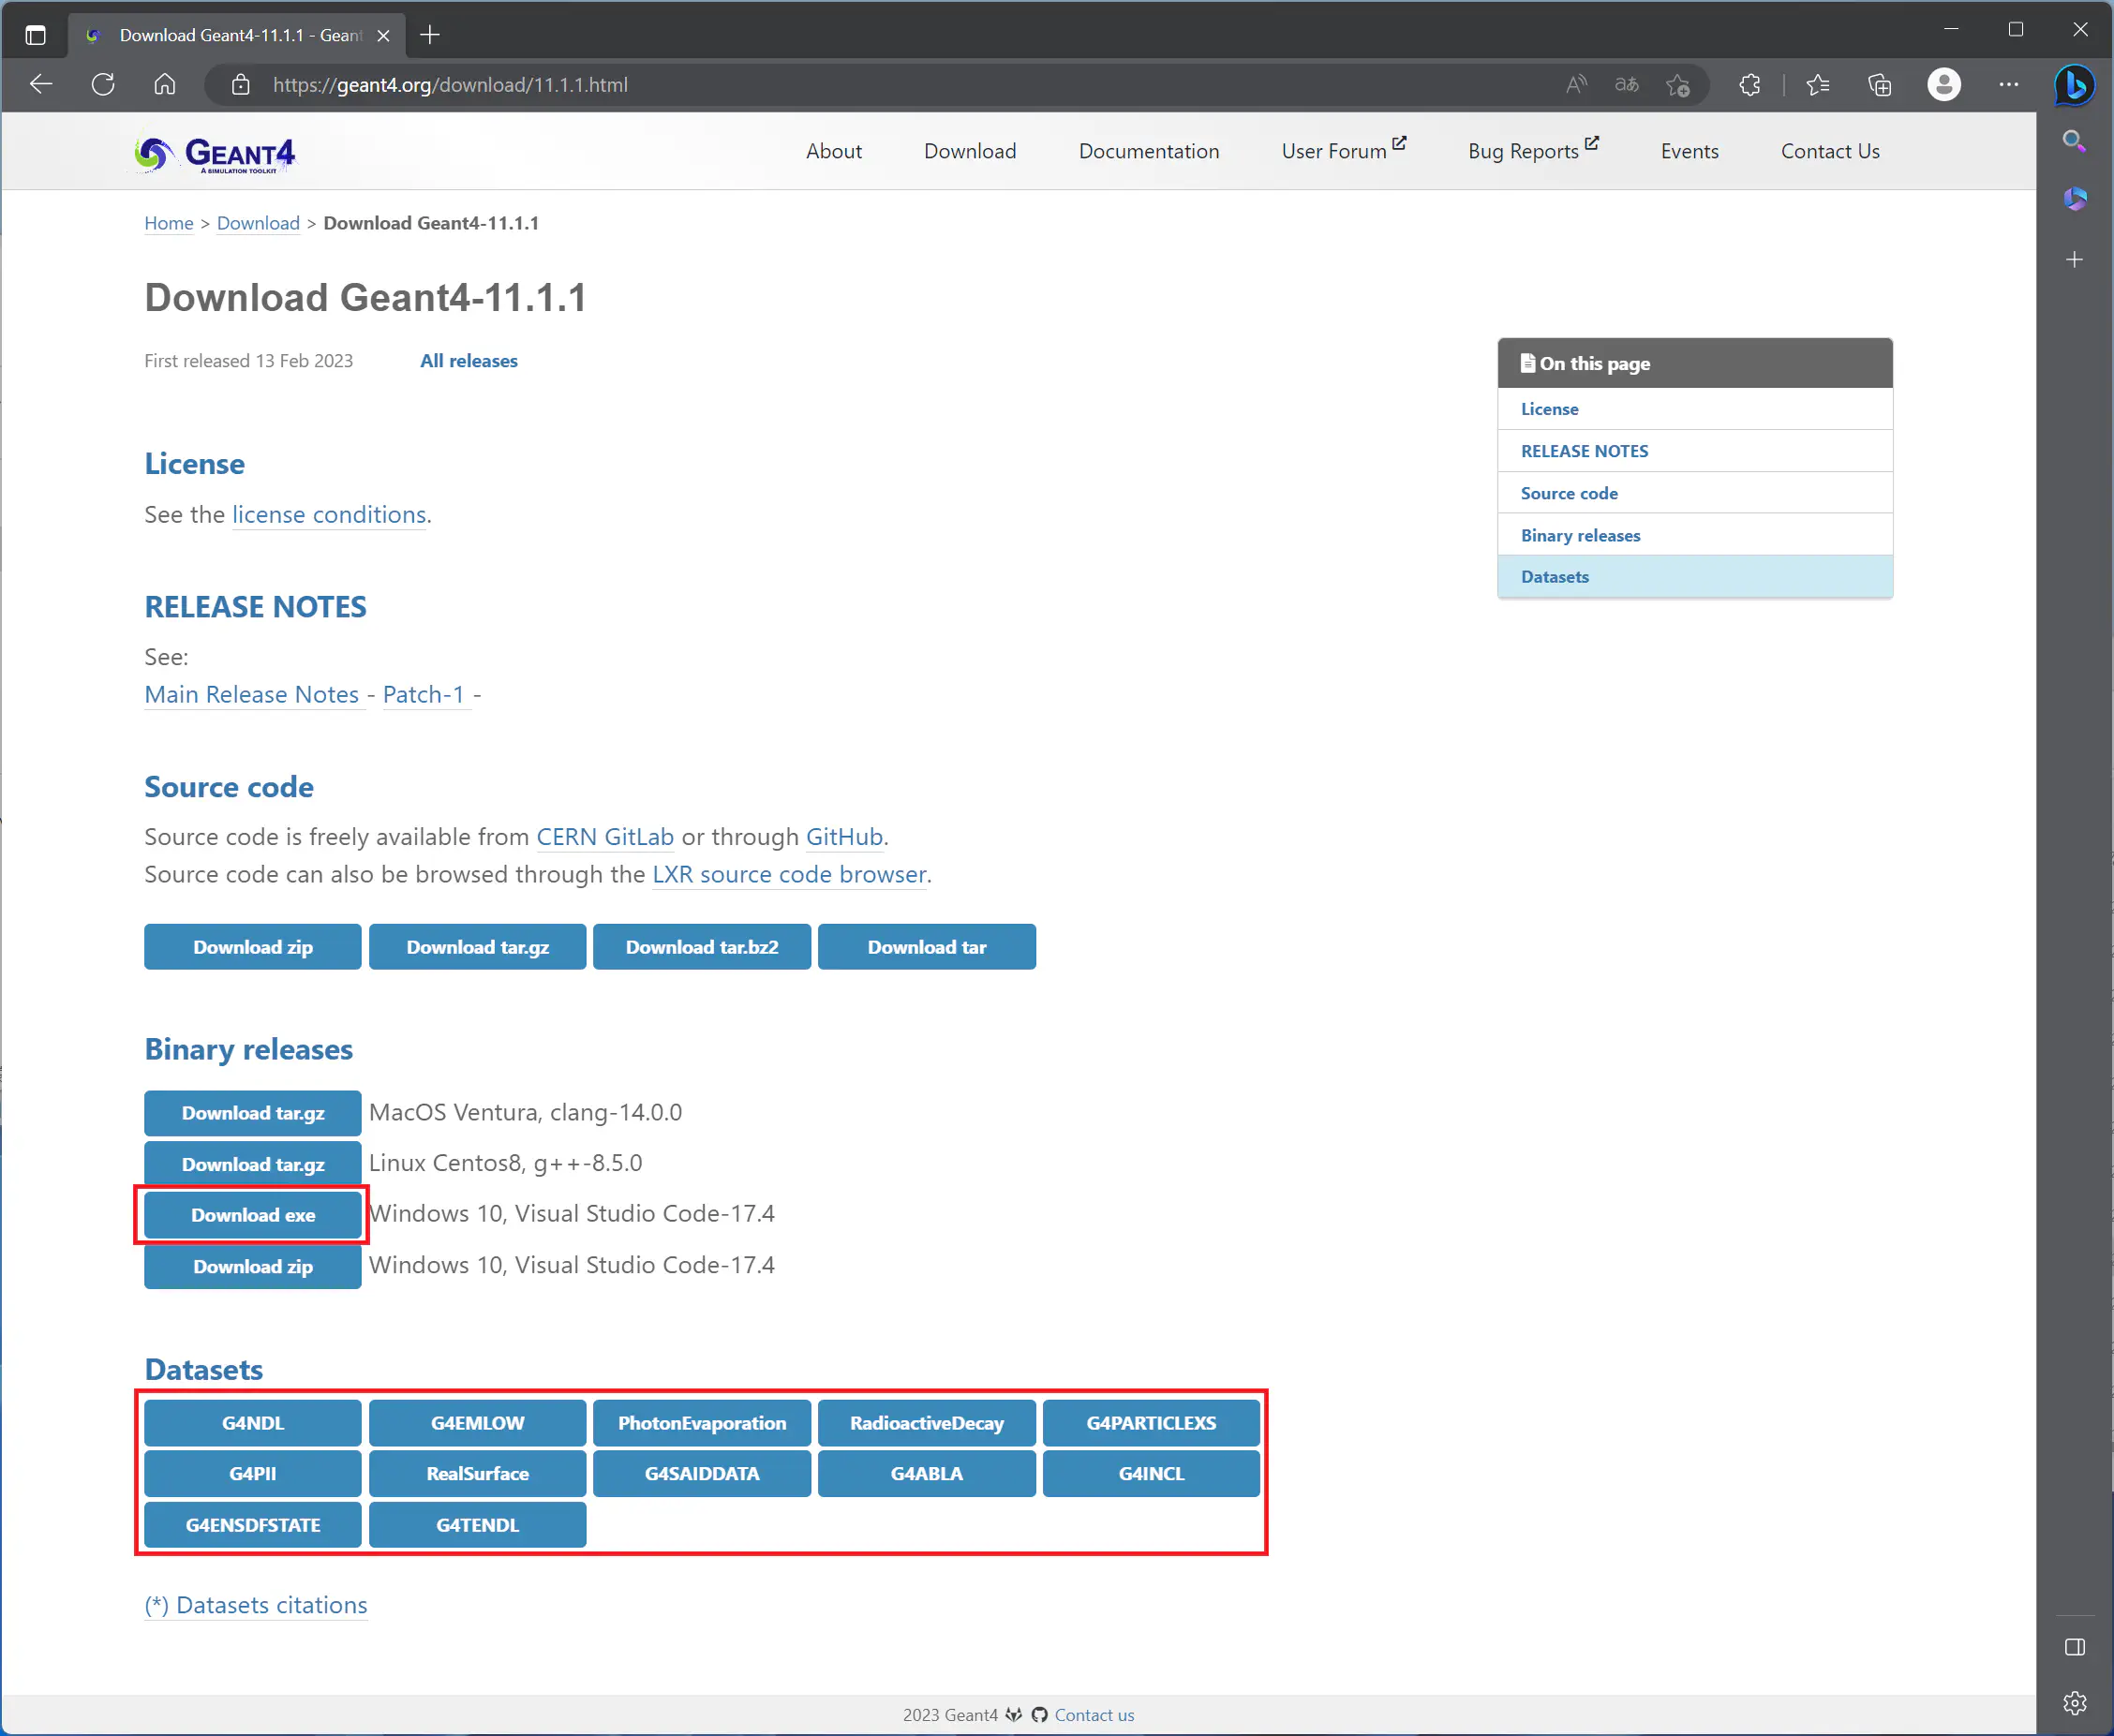 Download Geant4-11.1.1 - Geant
https://geant4.org/download/11.1.1.html
GEANT4
A SIMULATION TOOLKIT
About Download Documentation User Forum Bug Reports Events Contact Us
Home > Download > Download Geant4-11.1.1
Download Geant4-11.1.1
First released 13 Feb 2023 All releases
On this page
License
RELEASE NOTES
Source code
Binary releases
Datasets
License
See the license conditions.
RELEASE NOTES
See:
Main Release Notes - Patch-1 -
Source code
Source code is freely available from CERN GitLab or through GitHub.
Source code can also be browsed through the LXR source code browser.
Download zip Download tar.gz Download tar.bz2 Download tar
Binary releases
Download tar.gz MacOS Ventura, clang-14.0.0
Download tar.gz Linux Centos8, g++-8.5.0
Download exe Windows 10, Visual Studio Code-17.4
Download zip Windows 10, Visual Studio Code-17.4
Datasets
G4NDL G4EMLOW PhotonEvaporation RadioactiveDecay G4PARTICLEXS
G4PII RealSurface G4SAIDDATA G4ABLA G4INCL
G4ENSDFSTATE G4TENDL
(*) Datasets citations
2023 Geant4 Contact us